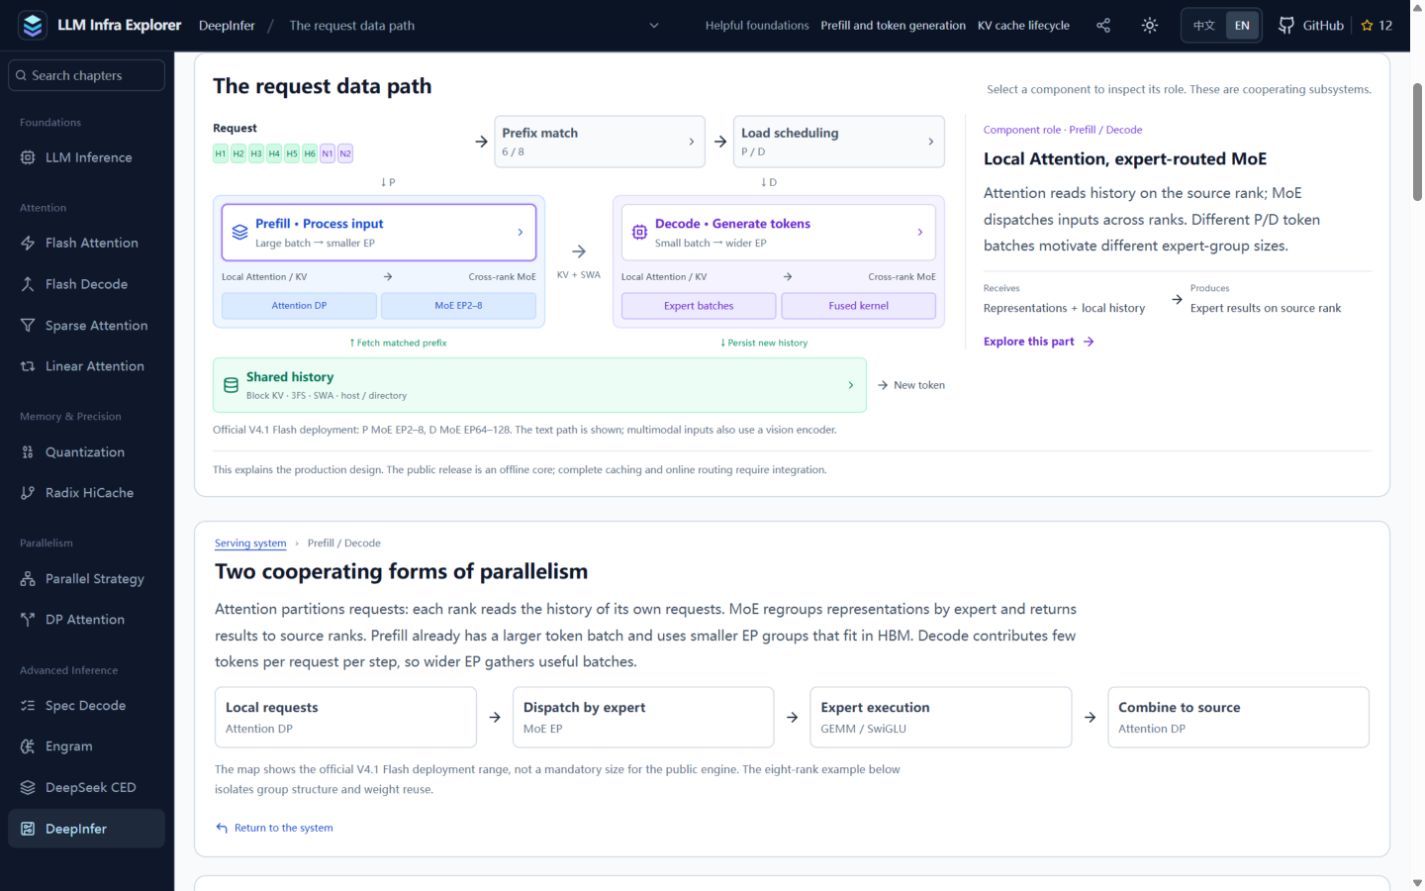 LLM Infra Explorer
DeepInfer / The request data path
Helpful foundations Prefill and token generation KV cache lifecycle
中文 EN
GitHub 12
Search chapters
Foundations
LLM Inference
Attention
Flash Attention
Flash Decode
Sparse Attention
Linear Attention
Memory & Precision
Quantization
Radix HiCache
Parallelism
Parallel Strategy
DP Attention
Advanced Inference
Spec Decode
Engram
DeepSeek CED
DeepInfer
The request data path
Select a component to inspect its role. These are cooperating subsystems.
Request
H1 H2 H3 H4 H5 H6 N1 N2
→
Prefix match
6 / 8
→
Load scheduling
P / D
↓ P
↓ D
Prefill • Process input
Large batch → smaller EP
Local Attention / KV → Cross-rank MoE
Attention DP
MoE EP2–8
→
KV + SWA
Decode • Generate tokens
Small batch → wider EP
Local Attention / KV → Cross-rank MoE
Expert batches
Fused kernel
↑ Fetch matched prefix
↓ Persist new history
Shared history
Block KV · 3FS · SWA · host / directory
→ New token
Official V4.1 Flash deployment: P MoE EP2–8, D MoE EP64–128. The text path is shown; multimodal inputs also use a vision encoder.
This explains the production design. The public release is an offline core; complete caching and online routing require integration.
Component role · Prefill / Decode
Local Attention, expert-routed MoE
Attention reads history on the source rank; MoE
dispatches inputs across ranks. Different P/D token
batches motivate different expert-group sizes.
Receives
Representations + local history
→
Produces
Expert results on source rank
Explore this part →
Serving system › Prefill / Decode
Two cooperating forms of parallelism
Attention partitions requests: each rank reads the history of its own requests. MoE regroups representations by expert and returns
results to source ranks. Prefill already has a larger token batch and uses smaller EP groups that fit in HBM. Decode contributes few
tokens per request per step, so wider EP gathers useful batches.
Local requests
Attention DP
→
Dispatch by expert
MoE EP
→
Expert execution
GEMM / SwiGLU
→
Combine to source
Attention DP
The map shows the official V4.1 Flash deployment range, not a mandatory size for the public engine. The eight-rank example below
isolates group structure and weight reuse.
Return to the system